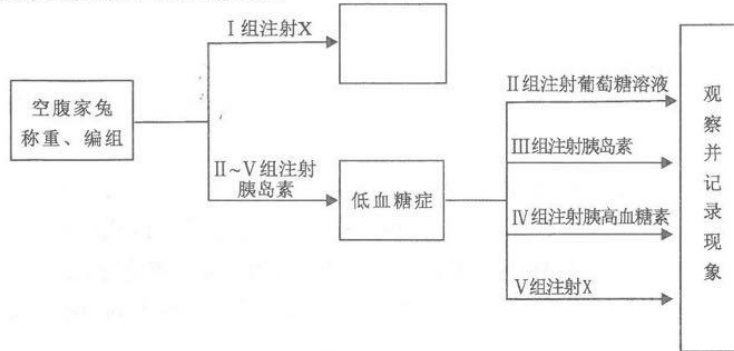 I组注射X
空腹家兔
称重、编组
II~V组注射
胰岛素
低血糖症
II组注射葡萄糖溶液
III组注射胰岛素
IV组注射胰高血糖素
V组注射X
观察并记录现象